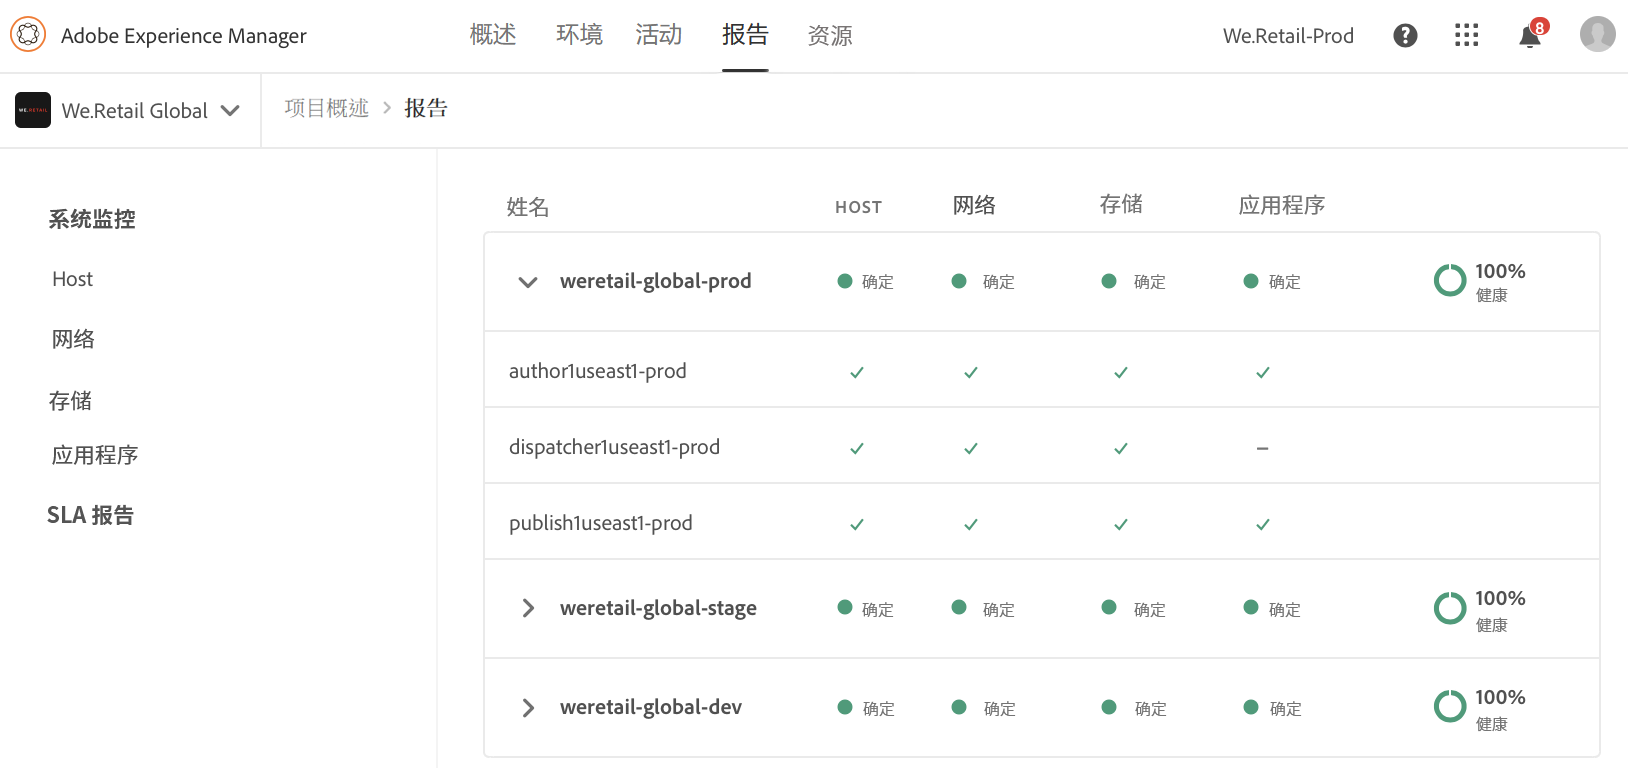 Adobe Experience Manager
概述 环境 活动 报告 资源
We.Retail-Prod
8
WE.RETAIL
We.Retail Global
项目概述 > 报告
系统监控
Host
网络
存储
应用程序
SLA 报告
姓名 HOST 网络 存储 应用程序
weretail-global-prod 确定 确定 确定 确定 100%
健康
author1useast1-prod
dispatcher1useast1-prod –
publish1useast1-prod
weretail-global-stage 确定 确定 确定 确定 100%
健康
weretail-global-dev 确定 确定 确定 确定 100%
健康